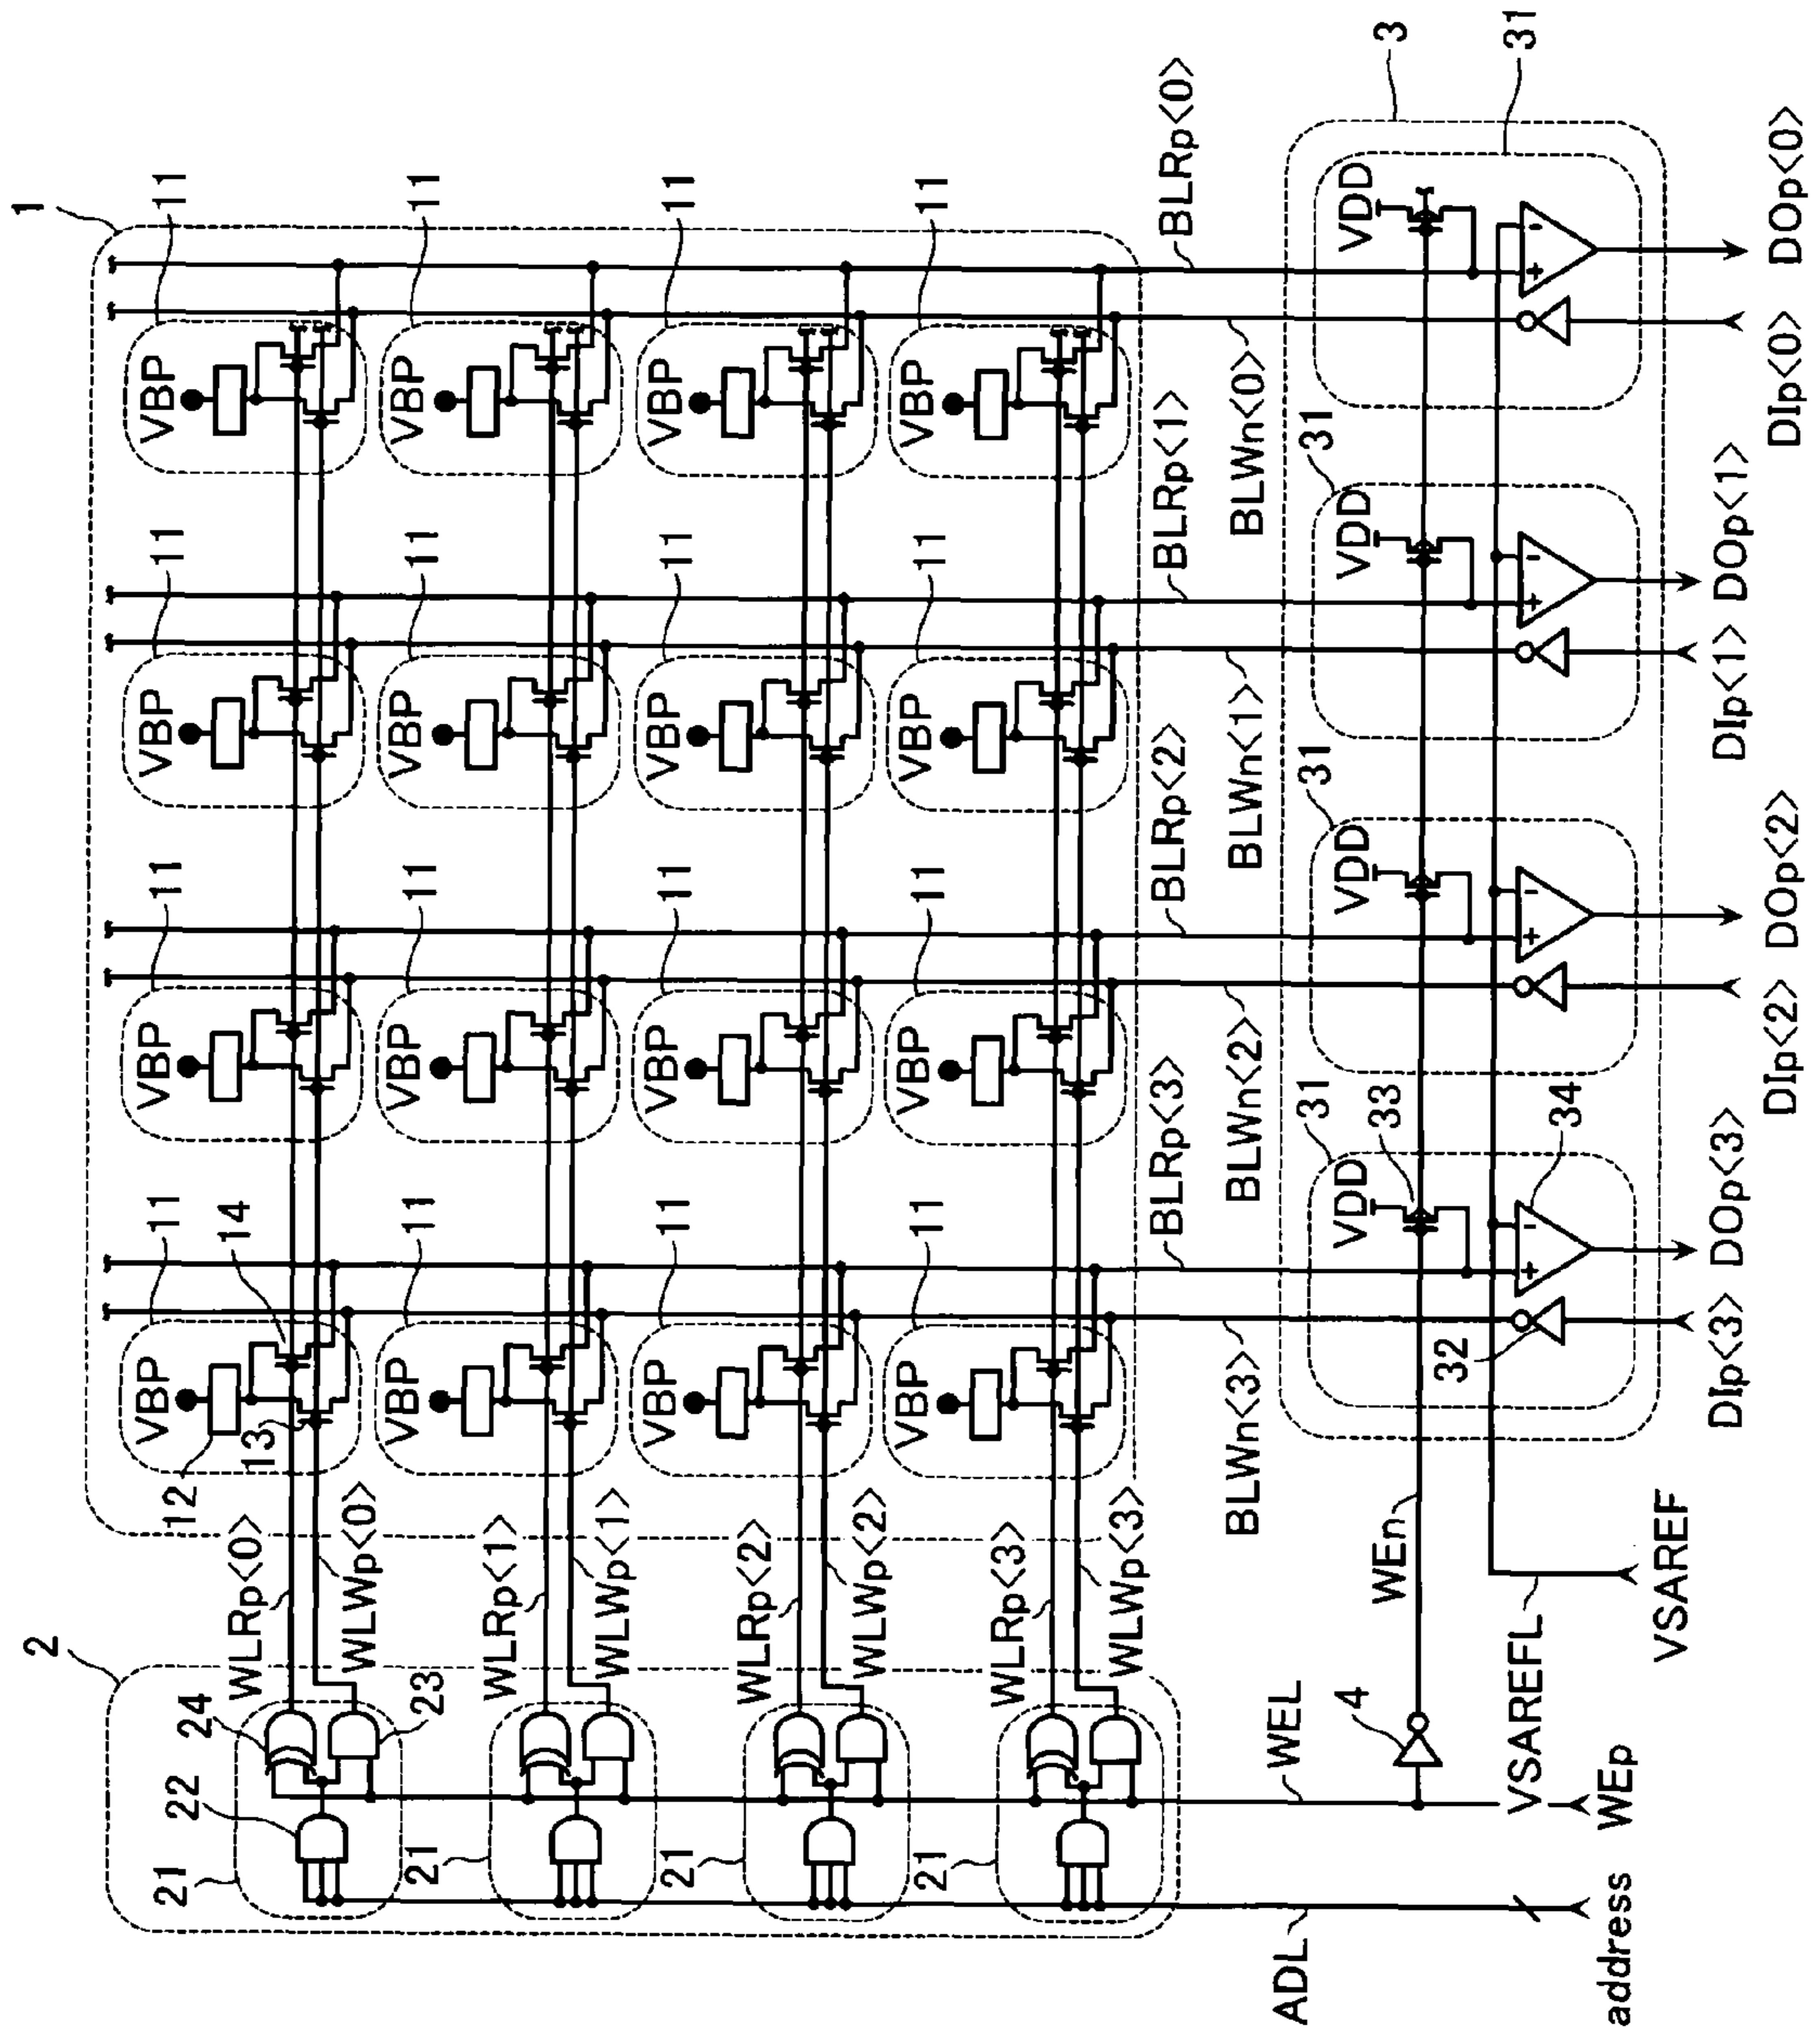 1
11
11
11
11
VBP
VBP
VBP
VBP
BLRp<0>
BLWn<0>
11
11
11
11
VBP
VBP
VBP
VBP
BLRp<1>
BLWn<1>
11
11
11
11
VBP
VBP
VBP
VBP
BLRp<2>
BLWn<2>
11
11
11
11
14
VBP
VBP
VBP
VBP
13
12
BLRp<3>
BLWn<3>
3
31
VDD
+
-
DOp<0>
DIp<0>
31
VDD
+
-
DOp<1>
DIp<1>
31
VDD
+
-
DOp<2>
DIp<2>
31
33
VDD
34
+
-
32
DOp<3>
DIp<3>
WEn
VSAREFL
VSAREF
2
WLRp<0>
WLWp<0>
WLRp<1>
WLWp<1>
WLRp<2>
WLWp<2>
WLRp<3>
WLWp<3>
24
23
22
21
21
21
21
WEL
4
WEp
ADL
address